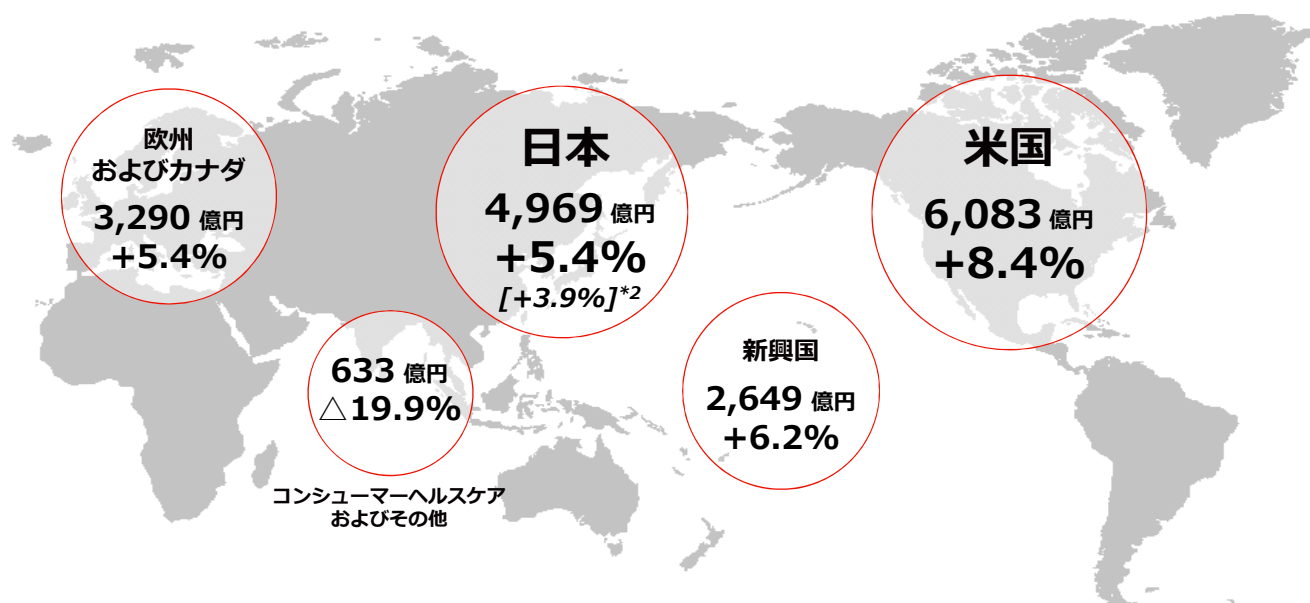 欧州
およびカナダ
3,290 億円
+5.4%
日本
4,969 億円
+5.4%
[+3.9%]*2
米国
6,083 億円
+8.4%
633 億円
△19.9%
コンシューマーヘルスケア
およびその他
新興国
2,649 億円
+6.2%